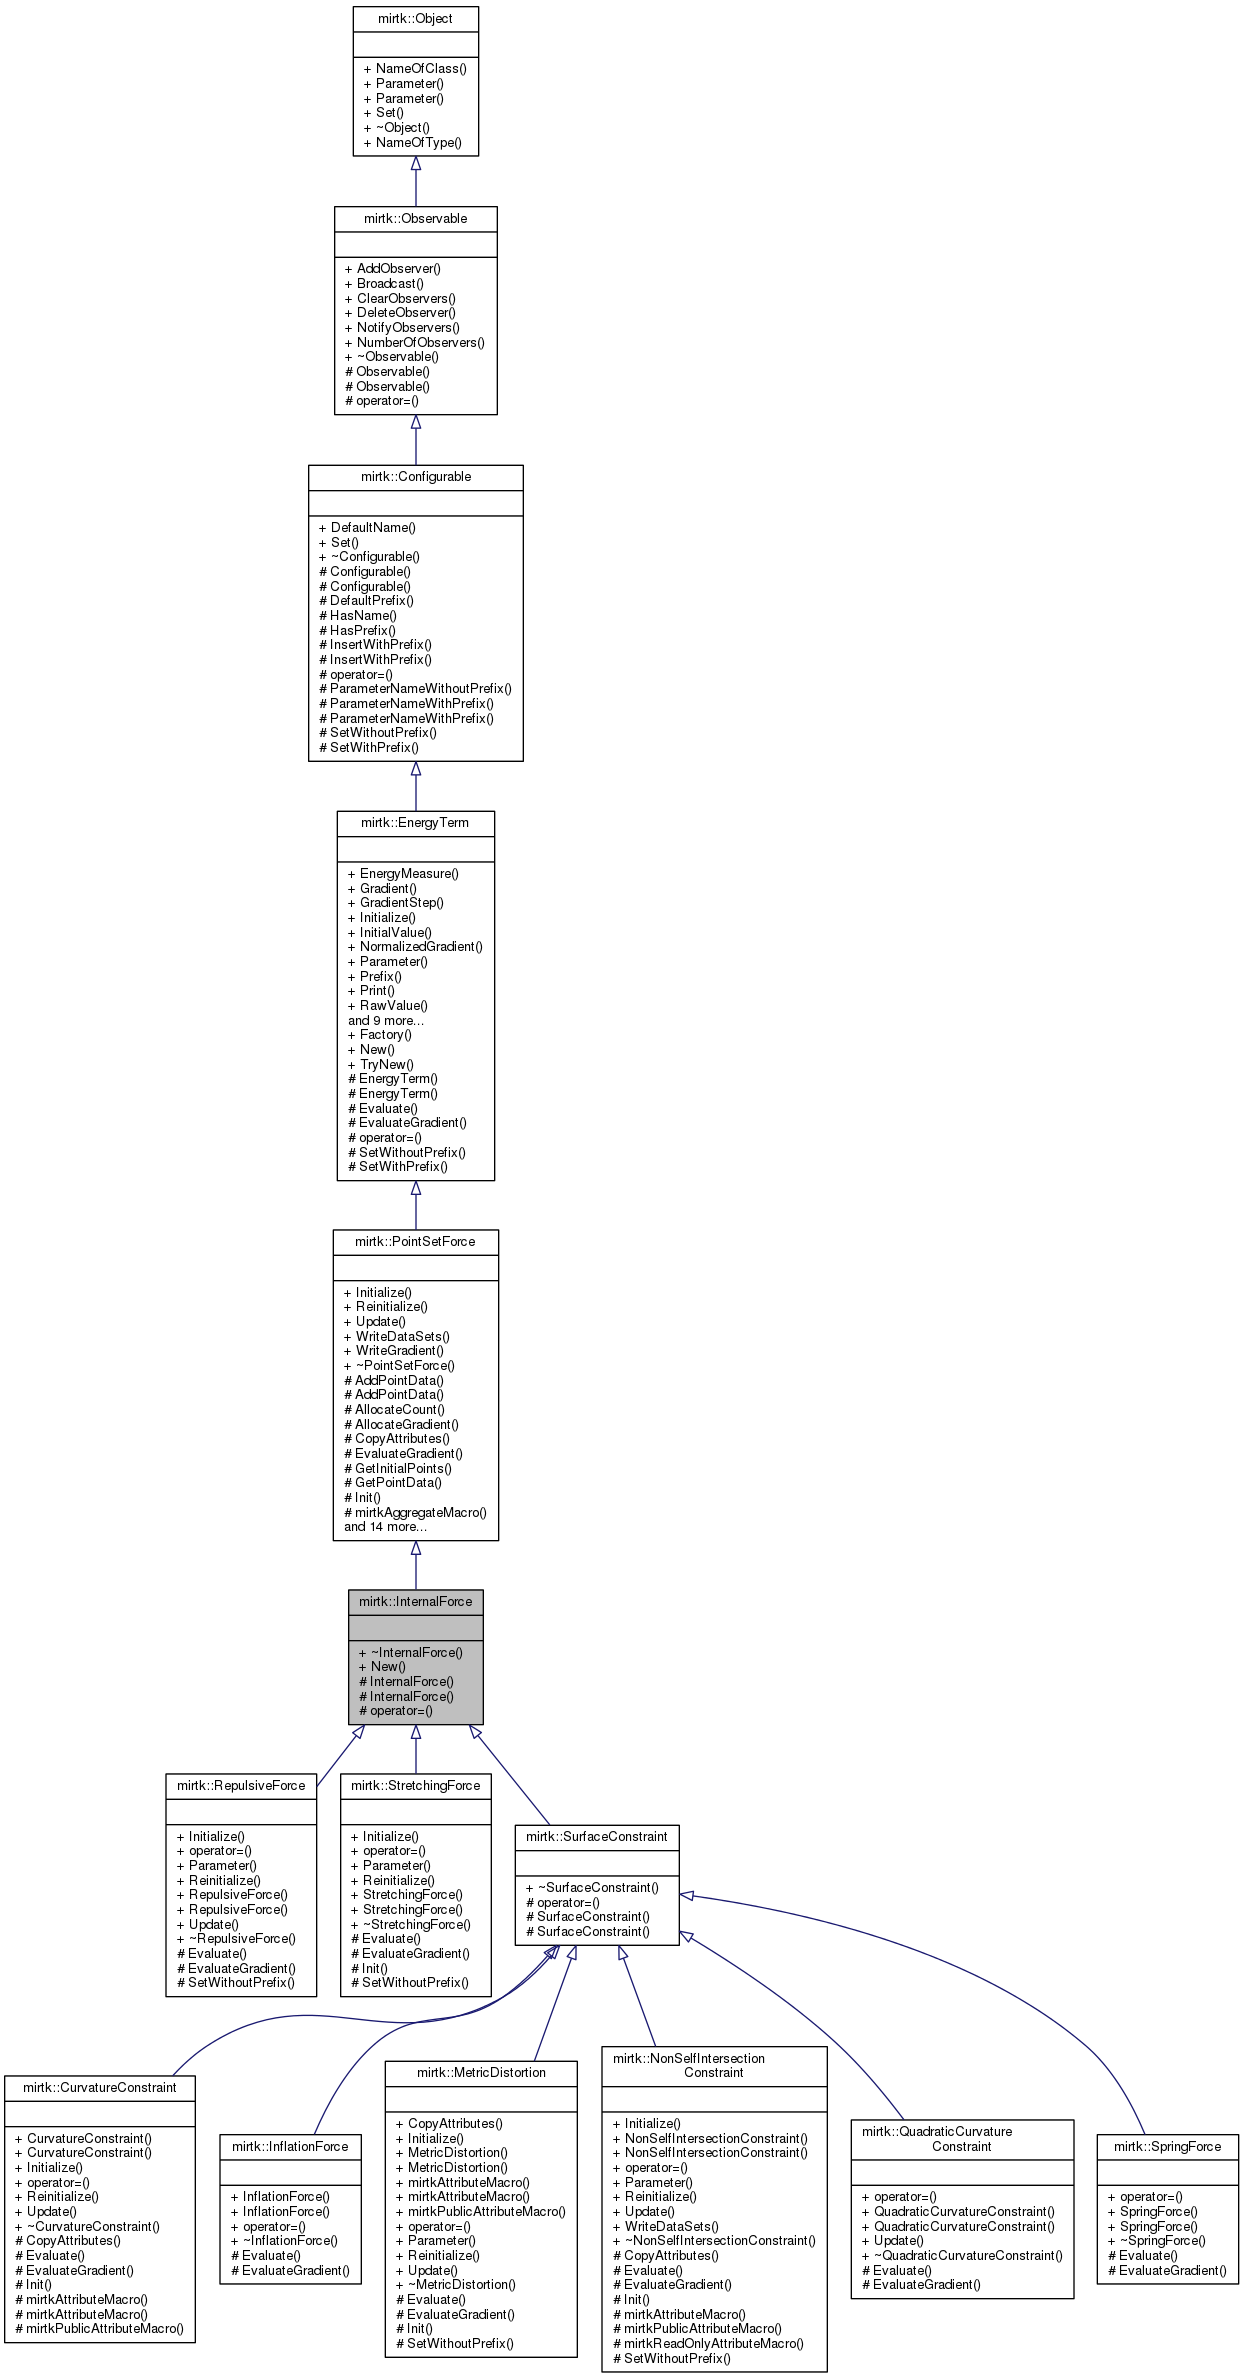 mirtk::Object
+ NameOfClass()
+ Parameter()
+ Parameter()
+ Set()
+ ~Object()
+ NameOfType()
mirtk::Observable
+ AddObserver()
+ Broadcast()
+ ClearObservers()
+ DeleteObserver()
+ NotifyObservers()
+ NumberOfObservers()
+ ~Observable()
# Observable()
# Observable()
# operator=()
mirtk::Configurable
+ DefaultName()
+ Set()
+ ~Configurable()
# Configurable()
# Configurable()
# DefaultPrefix()
# HasName()
# HasPrefix()
# InsertWithPrefix()
# InsertWithPrefix()
# operator=()
# ParameterNameWithoutPrefix()
# ParameterNameWithPrefix()
# ParameterNameWithPrefix()
# SetWithoutPrefix()
# SetWithPrefix()
mirtk::EnergyTerm
+ EnergyMeasure()
+ Gradient()
+ GradientStep()
+ Initialize()
+ InitialValue()
+ NormalizedGradient()
+ Parameter()
+ Prefix()
+ Print()
+ RawValue()
and 9 more...
+ Factory()
+ New()
+ TryNew()
# EnergyTerm()
# EnergyTerm()
# Evaluate()
# EvaluateGradient()
# operator=()
# SetWithoutPrefix()
# SetWithPrefix()
mirtk::PointSetForce
+ Initialize()
+ Reinitialize()
+ Update()
+ WriteDataSets()
+ WriteGradient()
+ ~PointSetForce()
# AddPointData()
# AddPointData()
# AllocateCount()
# AllocateGradient()
# CopyAttributes()
# EvaluateGradient()
# GetInitialPoints()
# GetPointData()
# Init()
# mirtkAggregateMacro()
and 14 more...
mirtk::InternalForce
+ ~InternalForce()
+ New()
# InternalForce()
# InternalForce()
# operator=()
mirtk::RepulsiveForce
+ Initialize()
+ operator=()
+ Parameter()
+ Reinitialize()
+ RepulsiveForce()
+ RepulsiveForce()
+ Update()
+ ~RepulsiveForce()
# Evaluate()
# EvaluateGradient()
# SetWithoutPrefix()
mirtk::StretchingForce
+ Initialize()
+ operator=()
+ Parameter()
+ Reinitialize()
+ StretchingForce()
+ StretchingForce()
+ ~StretchingForce()
# Evaluate()
# EvaluateGradient()
# Init()
# SetWithoutPrefix()
mirtk::SurfaceConstraint
+ ~SurfaceConstraint()
# operator=()
# SurfaceConstraint()
# SurfaceConstraint()
mirtk::CurvatureConstraint
+ CurvatureConstraint()
+ CurvatureConstraint()
+ Initialize()
+ operator=()
+ Reinitialize()
+ Update()
+ ~CurvatureConstraint()
# CopyAttributes()
# Evaluate()
# EvaluateGradient()
# Init()
# mirtkAttributeMacro()
# mirtkAttributeMacro()
# mirtkPublicAttributeMacro()
mirtk::InflationForce
+ InflationForce()
+ InflationForce()
+ operator=()
+ ~InflationForce()
# Evaluate()
# EvaluateGradient()
mirtk::MetricDistortion
+ CopyAttributes()
+ Initialize()
+ MetricDistortion()
+ MetricDistortion()
+ mirtkAttributeMacro()
+ mirtkAttributeMacro()
+ mirtkPublicAttributeMacro()
+ operator=()
+ Parameter()
+ Reinitialize()
+ Update()
+ ~MetricDistortion()
# Evaluate()
# EvaluateGradient()
# Init()
# SetWithoutPrefix()
mirtk::NonSelfIntersection
Constraint
+ Initialize()
+ NonSelfIntersectionConstraint()
+ NonSelfIntersectionConstraint()
+ operator=()
+ Parameter()
+ Reinitialize()
+ Update()
+ WriteDataSets()
+ ~NonSelfIntersectionConstraint()
# CopyAttributes()
# Evaluate()
# EvaluateGradient()
# Init()
# mirtkAttributeMacro()
# mirtkPublicAttributeMacro()
# mirtkReadOnlyAttributeMacro()
# SetWithoutPrefix()
mirtk::QuadraticCurvature
Constraint
+ operator=()
+ QuadraticCurvatureConstraint()
+ QuadraticCurvatureConstraint()
+ Update()
+ ~QuadraticCurvatureConstraint()
# Evaluate()
# EvaluateGradient()
mirtk::SpringForce
+ operator=()
+ SpringForce()
+ SpringForce()
+ ~SpringForce()
# Evaluate()
# EvaluateGradient()